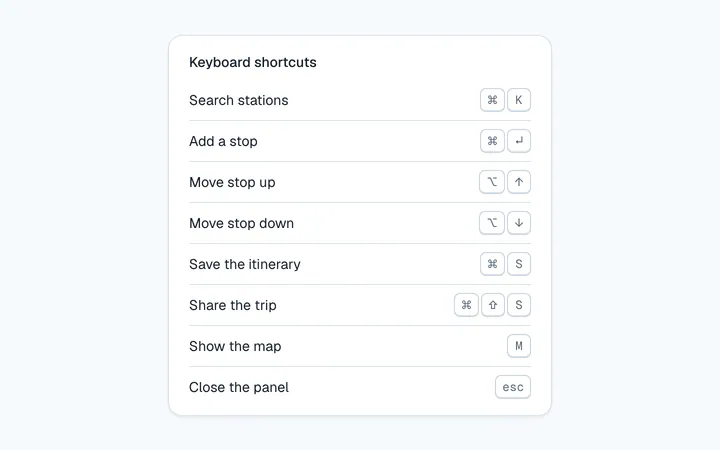 Keyboard shortcuts
Search stations ⌘ K
Add a stop ⌘ ↵
Move stop up ⌥ ↑
Move stop down ⌥ ↓
Save the itinerary ⌘ S
Share the trip ⌘ ⇧ S
Show the map M
Close the panel esc